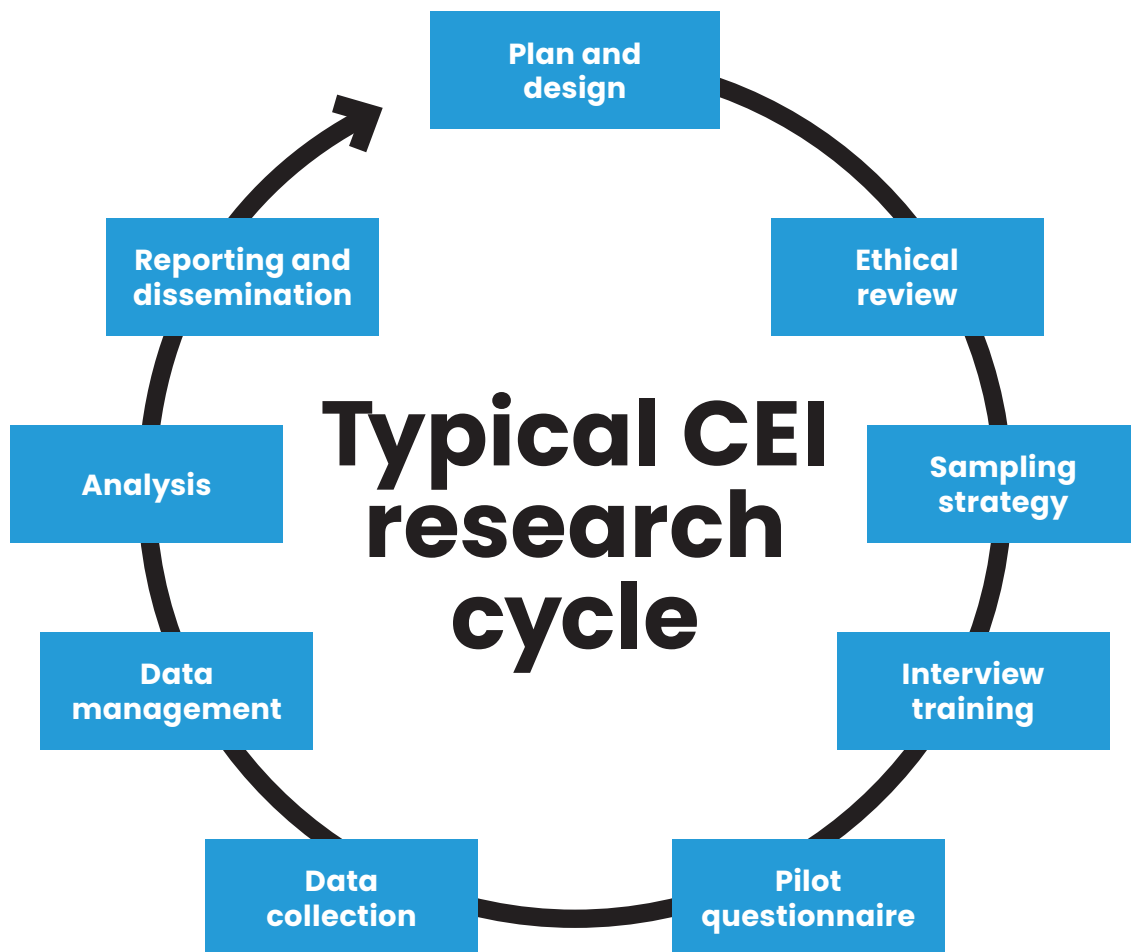 Plan and
design
Ethical
review
Sampling
strategy
Interview
training
Pilot
questionnaire
Data
collection
Data
management
Analysis
Reporting and
dissemination
Typical CEI
research
cycle